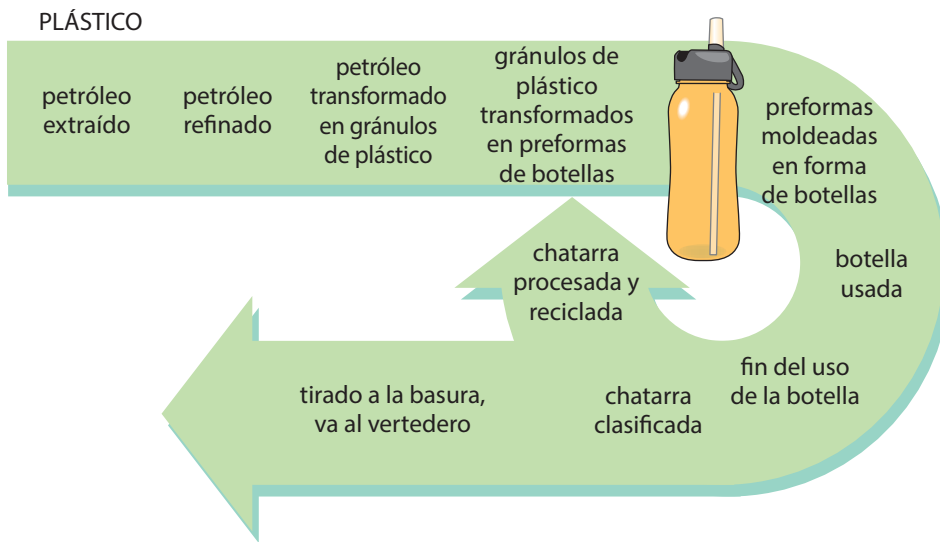 PLÁSTICO
petróleo
extraído
petróleo
refinado
petróleo
transformado
en gránulos
de plástico
gránulos de
plástico
transformados
en preformas
de botellas
preformas
moldeadas
en forma
de botellas
botella
usada
fin del uso
de la botella
chatarra
clasificada
chatarra
procesada y
reciclada
tirado a la basura,
va al vertedero